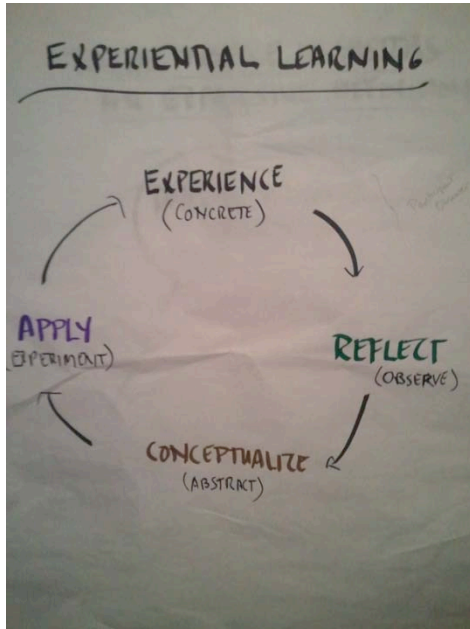 EXPERIENTIAL LEARNING
EXPERIENCE
(CONCRETE)
APPLY
(EXPERIMENT)
REFLECT
(OBSERVE)
CONCEPTUALIZE
(ABSTRACT)